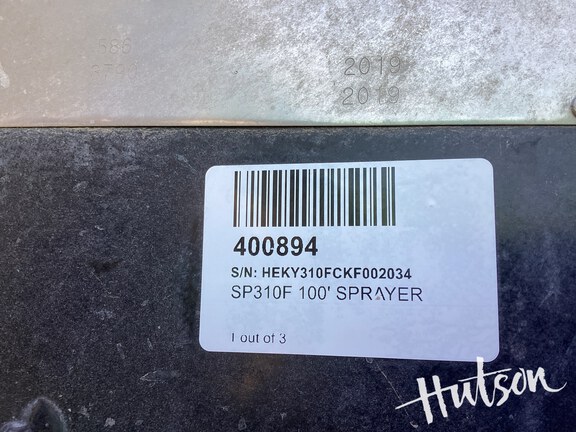 2019
2019
400894
S/N: HEKY310FCKF002034
SP310F 100' SPRAYER
1 out of 3
Hutson